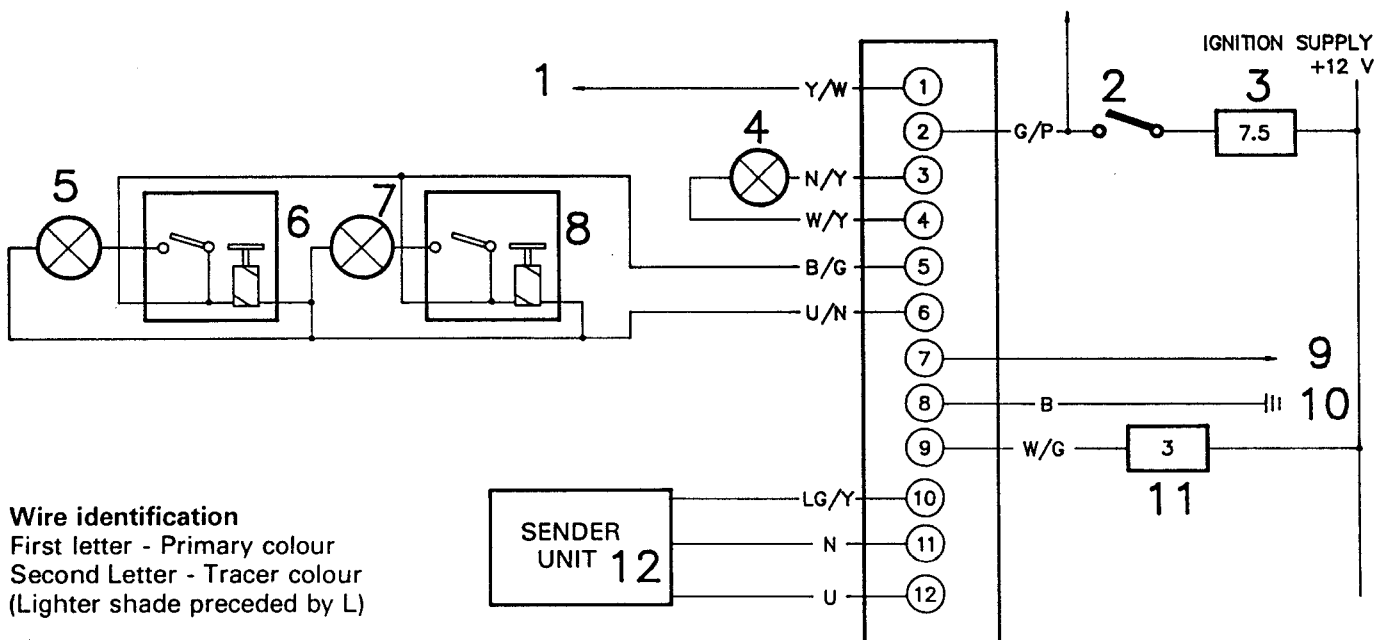 IGNITION SUPPLY
+12 V
1
Y/W
1
2
3
4
2
G/P
7.5
5
6
7
8
N/Y
3
W/Y
4
B/G
5
U/N
6
7
9
8
B
10
9
W/G
3
11
LG/Y
10
SENDER
UNIT 12
N
11
U
12
Wire identification
First letter - Primary colour
Second Letter - Tracer colour
(Lighter shade preceded by L)